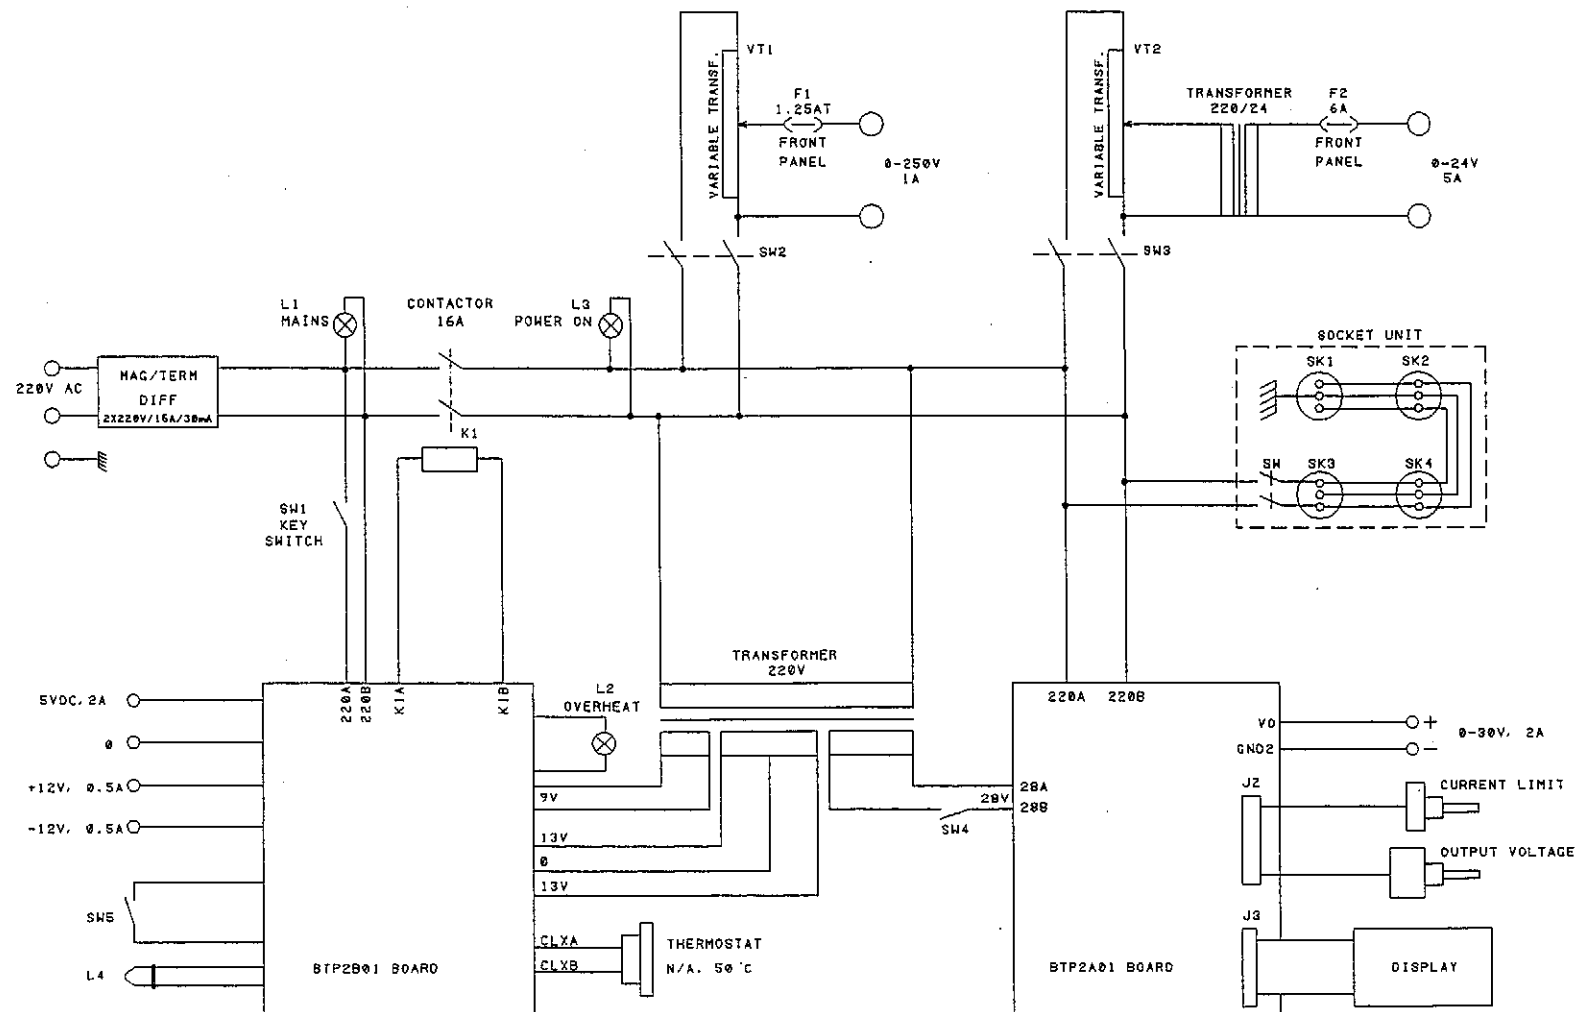 VT1
VARIABLE TRANSF.
F1
1.25AT
FRONT
PANEL
0-250V
1A
SW2
VT2
VARIABLE TRANSF.
TRANSFORMER
220/24
F2
6A
FRONT
PANEL
0-24V
5A
SW3
L1
MAINS
CONTACTOR
16A
L3
POWER ON
220V AC
MAG/TERM
DIFF
2X220V/16A/30mA
K1
SOCKET UNIT
SK1
SK2
SW
SK3
SK4
SW1
KEY
SWITCH
TRANSFORMER
220V
220A
220B
K1A
K1B
L2
OVERHEAT
220A
220B
5VDC, 2A
0
+12V, 0.5A
-12V, 0.5A
9V
13V
0
13V
28V
28A
28B
SW4
VO
GND2
+
-
0-30V, 2A
J2
CURRENT LIMIT
OUTPUT VOLTAGE
SW5
L4
BTP2B01 BOARD
CLXA
CLXB
THERMOSTAT
N/A. 50°C
BTP2A01 BOARD
J3
DISPLAY